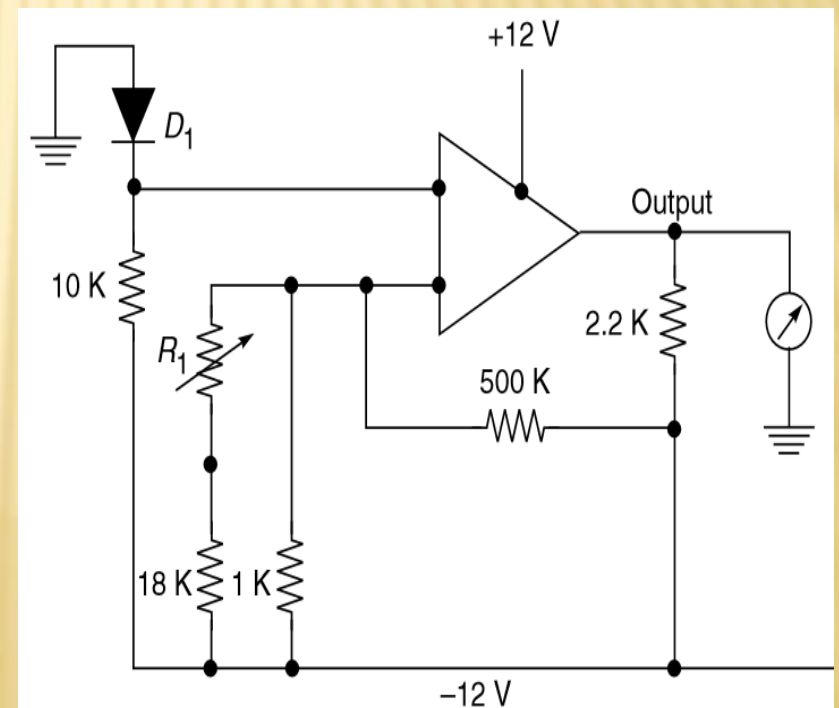 +12 V
D1
Output
10 K
2.2 K
R1
500 K
18 K
1 K
–12 V